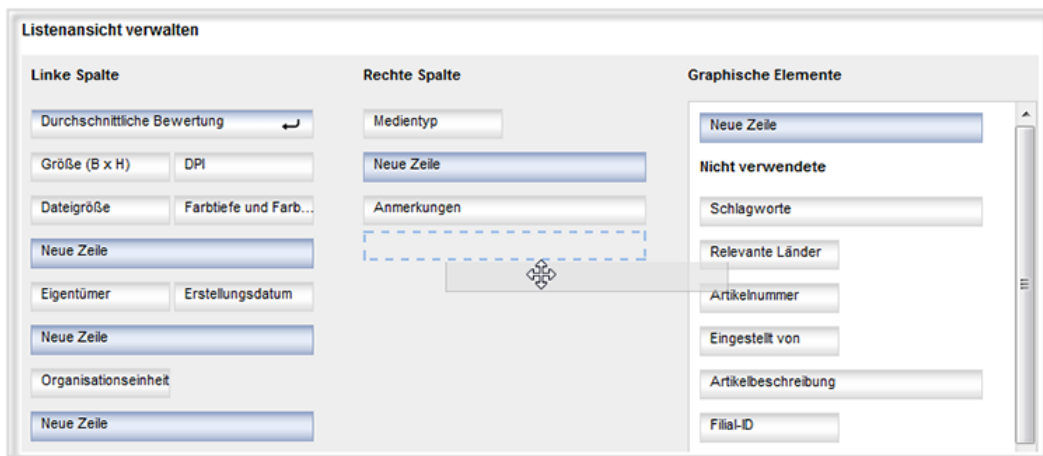 Listenansicht verwalten
Linke Spalte
Durchschnittliche Bewertung
Größe (B x H)
DPI
Dateigröße
Farbtiefe und Farb...
Neue Zeile
Eigentümer
Erstellungsdatum
Neue Zeile
Organisationseinheit
Neue Zeile
Rechte Spalte
Medientyp
Neue Zeile
Anmerkungen
Graphische Elemente
Neue Zeile
Nicht verwendete
Schlagworte
Relevante Länder
Artikelnummer
Eingestellt von
Artikelbeschreibung
Filial-ID